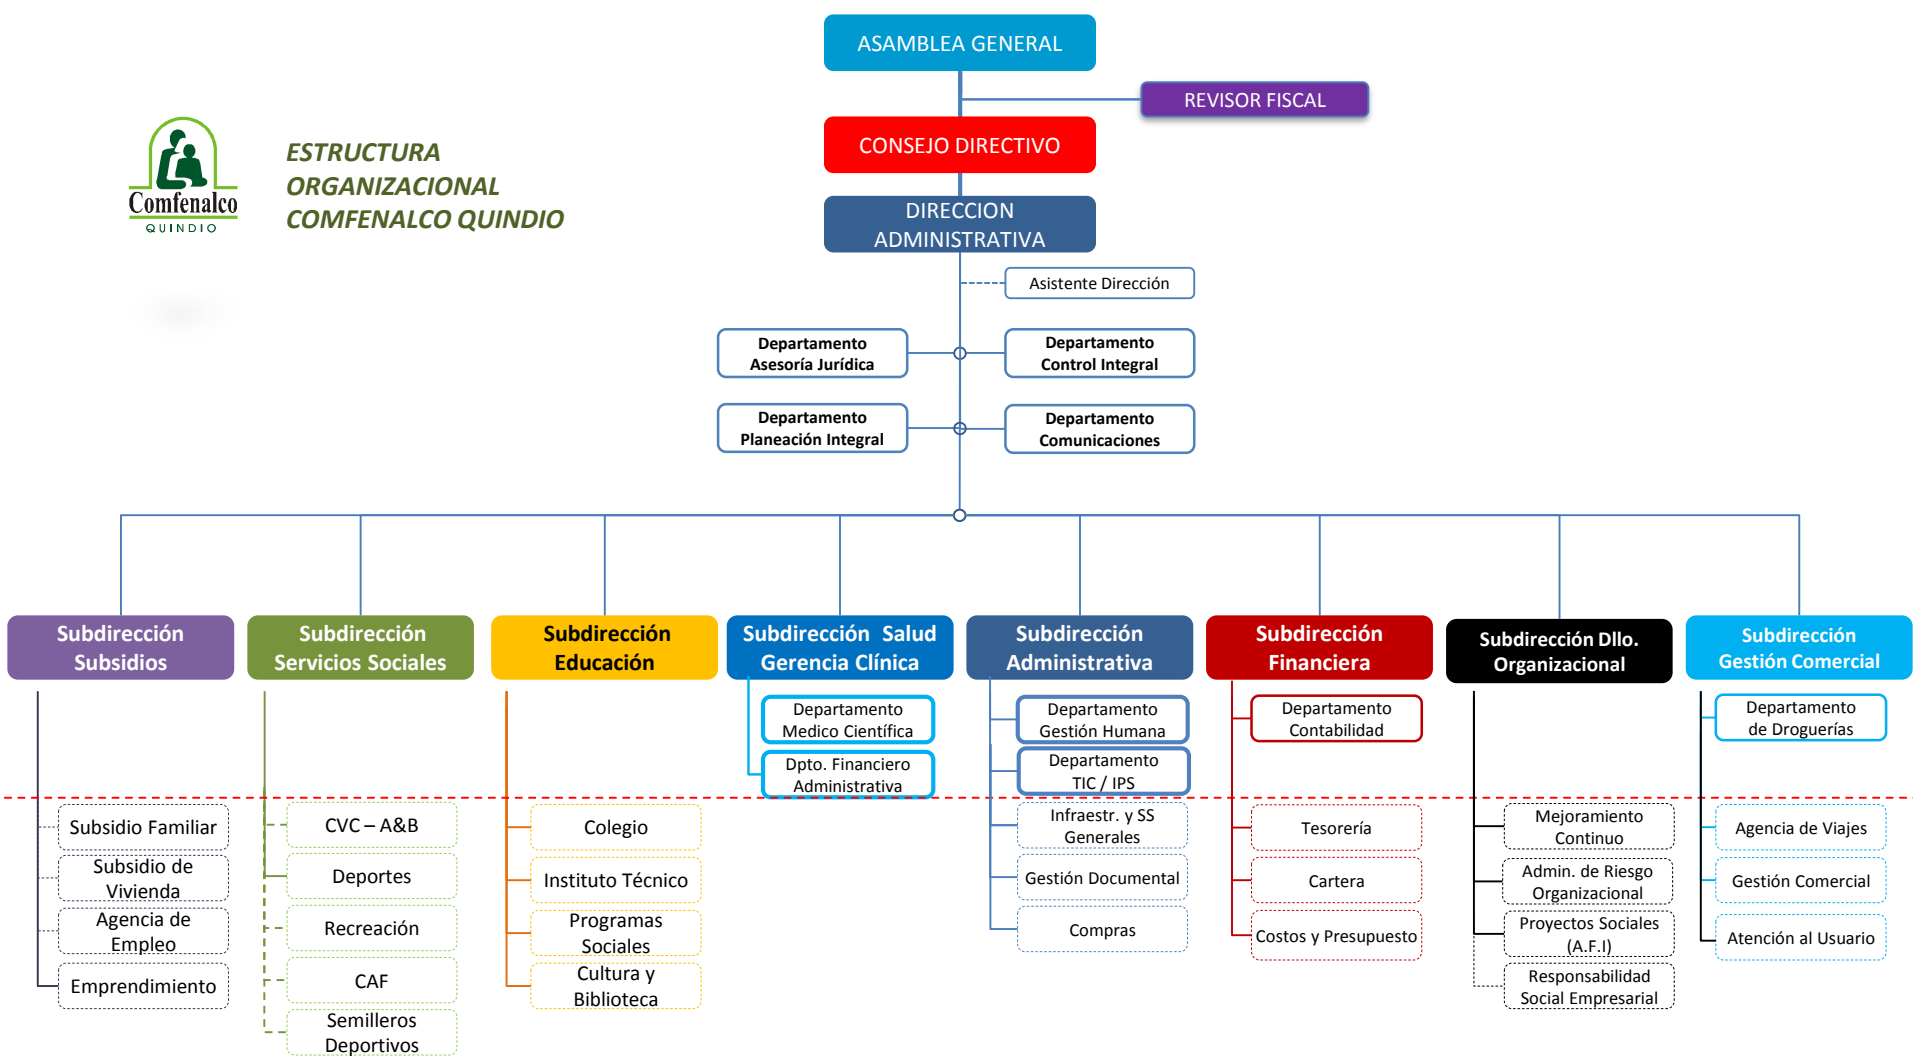 ASAMBLEA GENERAL
REVISOR FISCAL
CONSEJO DIRECTIVO
Comfenalco
QUINDIO
ESTRUCTURA
ORGANIZACIONAL
COMFENALCO QUINDIO
DIRECCION
ADMINISTRATIVA
Asistente Dirección
Departamento
Asesoría Jurídica
Departamento
Control Integral
Departamento
Planeación Integral
Departamento
Comunicaciones
Subdirección
Subsidios
Subsidio Familiar
Subsidio de
Vivienda
Agencia de
Empleo
Emprendimiento
Subdirección
Servicios Sociales
CVC – A&B
Deportes
Recreación
CAF
Semilleros
Deportivos
Subdirección
Educación
Colegio
Instituto Técnico
Programas
Sociales
Cultura y
Biblioteca
Subdirección Salud
Gerencia Clínica
Departamento
Medico Científica
Dpto. Financiero
Administrativa
Subdirección
Administrativa
Departamento
Gestión Humana
Departamento
TIC / IPS
Infraestr. y SS
Generales
Gestión Documental
Compras
Subdirección
Financiera
Departamento
Contabilidad
Tesorería
Cartera
Costos y Presupuesto
Subdirección Dllo.
Organizacional
Mejoramiento
Continuo
Admin. de Riesgo
Organizacional
Proyectos Sociales
(A.F.I)
Responsabilidad
Social Empresarial
Subdirección
Gestión Comercial
Departamento
de Droguerías
Agencia de Viajes
Gestión Comercial
Atención al Usuario